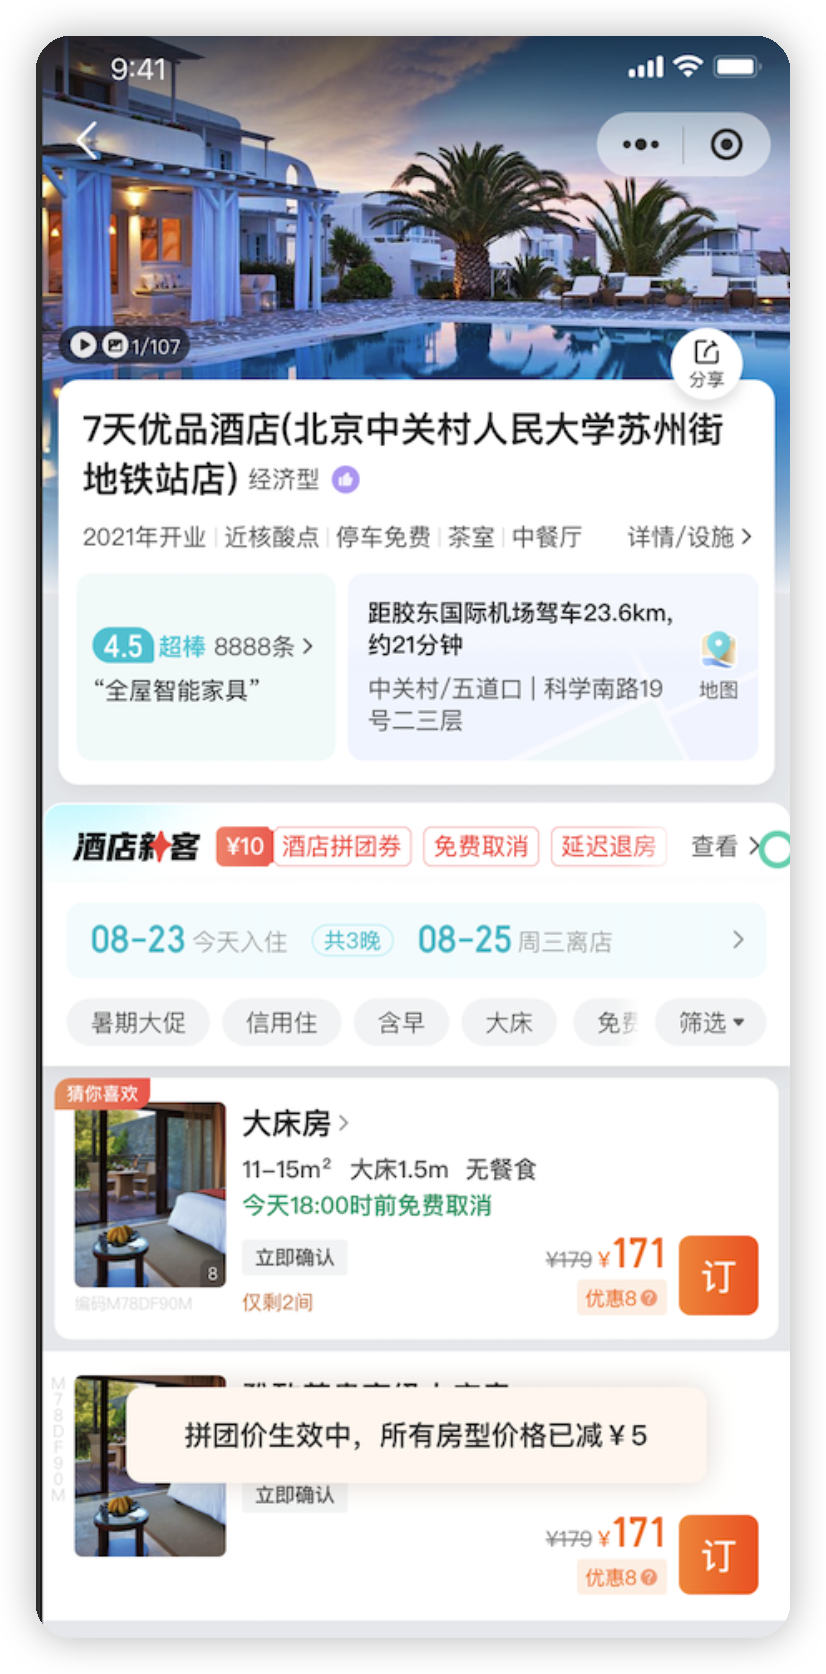 9:41
1/107
分享
7天优品酒店(北京中关村人民大学苏州街
地铁站店) 经济型
2021年开业 近核酸点 停车免费 茶室 中餐厅 详情/设施
4.5 超棒 8888条
“全屋智能家具”
距胶东国际机场驾车23.6km,
约21分钟
中关村/五道口 | 科学南路19
号二三层
地图
酒店新客 ¥10 酒店拼团券 免费取消 延迟退房 查看
08-23 今天入住 共3晚 08-25 周三离店
暑期大促 信用住 含早 大床 免费 筛选
猜你喜欢
大床房
11-15m² 大床1.5m 无餐食
今天18:00时前免费取消
立即确认
¥179 ¥171 订
8
编码M78DF90M
仅剩2间
优惠8?
M78DF90M
拼团价生效中，所有房型价格已减￥5
立即确认
¥179 ¥171 订
优惠8?